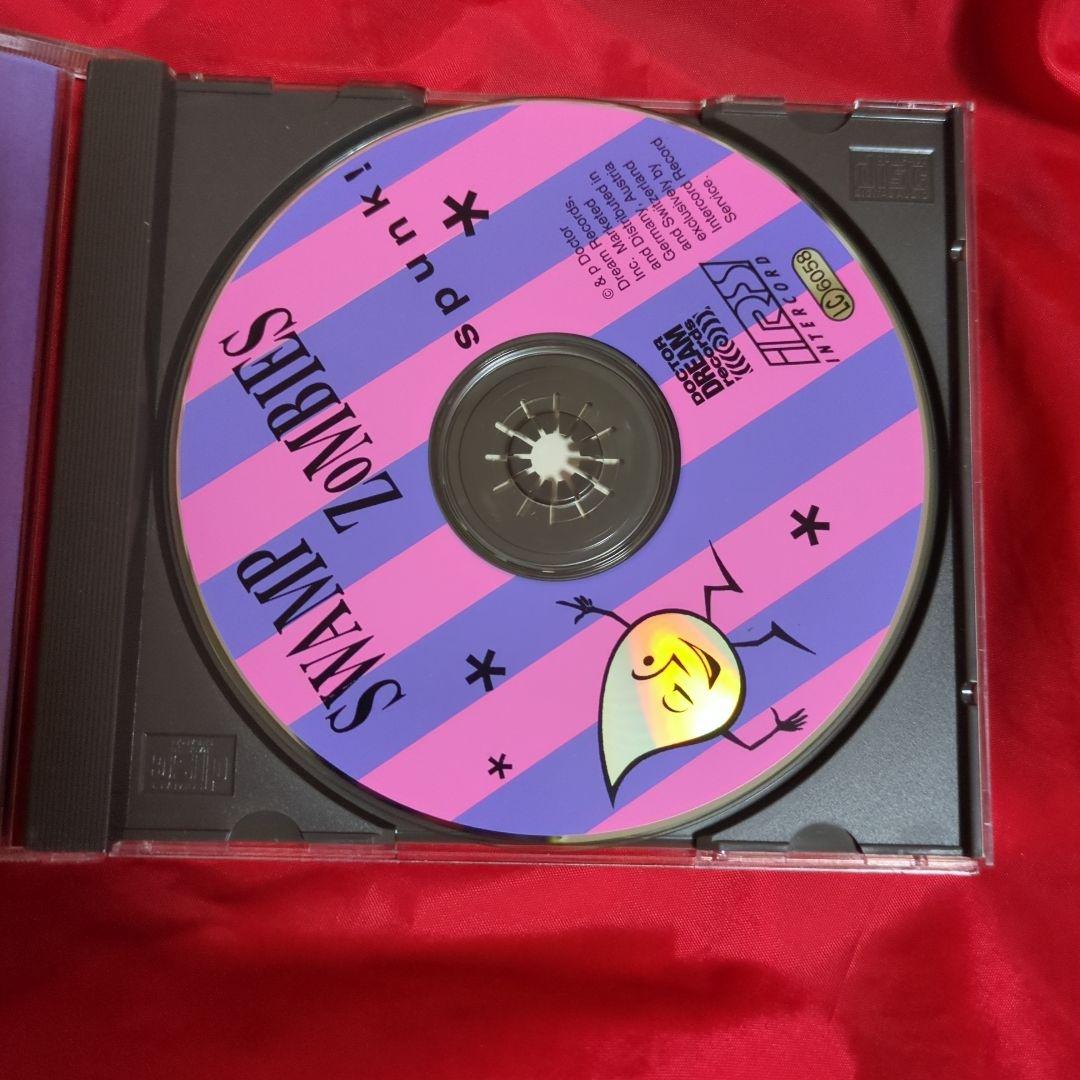 SWAMP
ZOMBIES
spunk!
© & p Doctor
Dream Records,
Inc. Marketed
and Distributed in
Germany, Austria
and Switzerland
exclusively by
Intercord Record
Service.
DOCTOR
DREAM
records
IRS
INTERCORD
LC 6058